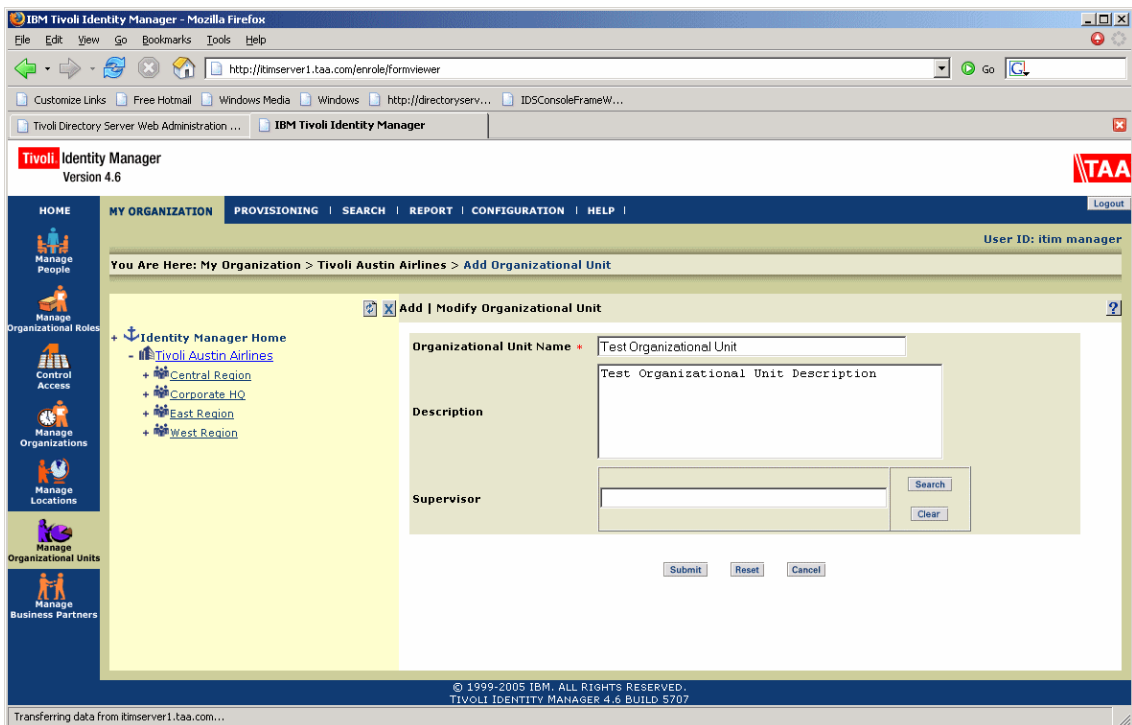 IBM Tivoli Identity Manager - Mozilla Firefox
File Edit View Go Bookmarks Tools Help
http://itimserver1.taa.com/enrole/formviewer
Go
G
Customize Links Free Hotmail Windows Media Windows http://directoryserv... IDSConsoleFrameW...
Tivoli Directory Server Web Administration ... IBM Tivoli Identity Manager
Tivoli. Identity Manager
Version 4.6
TAA
HOME MY ORGANIZATION PROVISIONING | SEARCH | REPORT | CONFIGURATION | HELP |
Logout
User ID: itim manager
You Are Here: My Organization > Tivoli Austin Airlines > Add Organizational Unit
Manage
People
Manage
Organizational Roles
Control
Access
Manage
Organizations
Manage
Locations
Manage
Organizational Units
Manage
Business Partners
X
+ Identity Manager Home
- Tivoli Austin Airlines
+ Central Region
+ Corporate HQ
+ East Region
+ West Region
Add | Modify Organizational Unit
?
Organizational Unit Name * Test Organizational Unit
Description
Test Organizational Unit Description
Supervisor
Search
Clear
Submit Reset Cancel
© 1999-2005 IBM. ALL RIGHTS RESERVED.
TIVOLI IDENTITY MANAGER 4.6 BUILD 5707
Transferring data from itimserver1.taa.com...